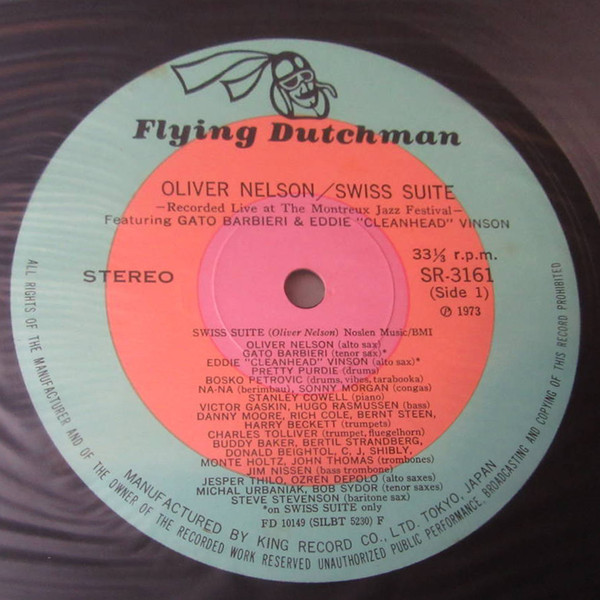 Flying Dutchman
OLIVER NELSON/SWISS SUITE
—Recorded Live at The Montreux Jazz Festival—
Featuring GATO BARBIERI & EDDIE "CLEANHEAD" VINSON
33⅓ r.p.m.
STEREO
SR-3161
(Side 1)
Ⓟ 1973
SWISS SUITE (Oliver Nelson) Noslen Music/BMI
OLIVER NELSON (alto sax)
GATO BARBIERI (tenor sax)*
EDDIE "CLEANHEAD" VINSON (alto sax)*
PRETTY PURDIE (drums)
BOSKO PETROVIC (drums, vibes, tarabooka)
NA-NA (berimbau), SONNY MORGAN (congas)
STANLEY COWELL (piano)
VICTOR GASKIN, HUGO RASMUSSEN (bass)
DANNY MOORE, RICH COLE, BERNT STEEN,
HARRY BECKETT (trumpets)
CHARLES TOLLIVER (trumpet, fluegelhorn)
BUDDY BAKER, BERTIL STRANDBERG,
DONALD BEIGHTOL, C, J, SHIBLY,
MONTE HOLTZ, JOHN THOMAS (trombones)
JIM NISSEN (bass trombone)
JESPER THILO, OZREN DEPOLO (alto saxes)
MICHAL URBANIAK, BOB SYDOR (tenor saxes)
STEVE STEVENSON (baritone sax)
*on SWISS SUITE only
FD 10149 (SILBT 5230) F
MANUFACTURED BY KING RECORD CO., LTD. TOKYO, JAPAN
ALL RIGHTS OF THE MANUFACTURER AND OF THE OWNER OF THE RECORDED WORK RESERVED UNAUTHORIZED PUBLIC PERFORMANCE, BROADCASTING AND COPYING OF THIS RECORD PROHIBITED